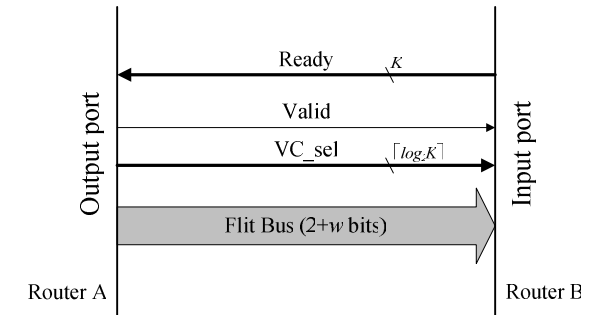 Ready
K
Valid
VC_sel
⌈log₂K⌉
Output port
Input port
Flit Bus (2+w bits)
Router A
Router B